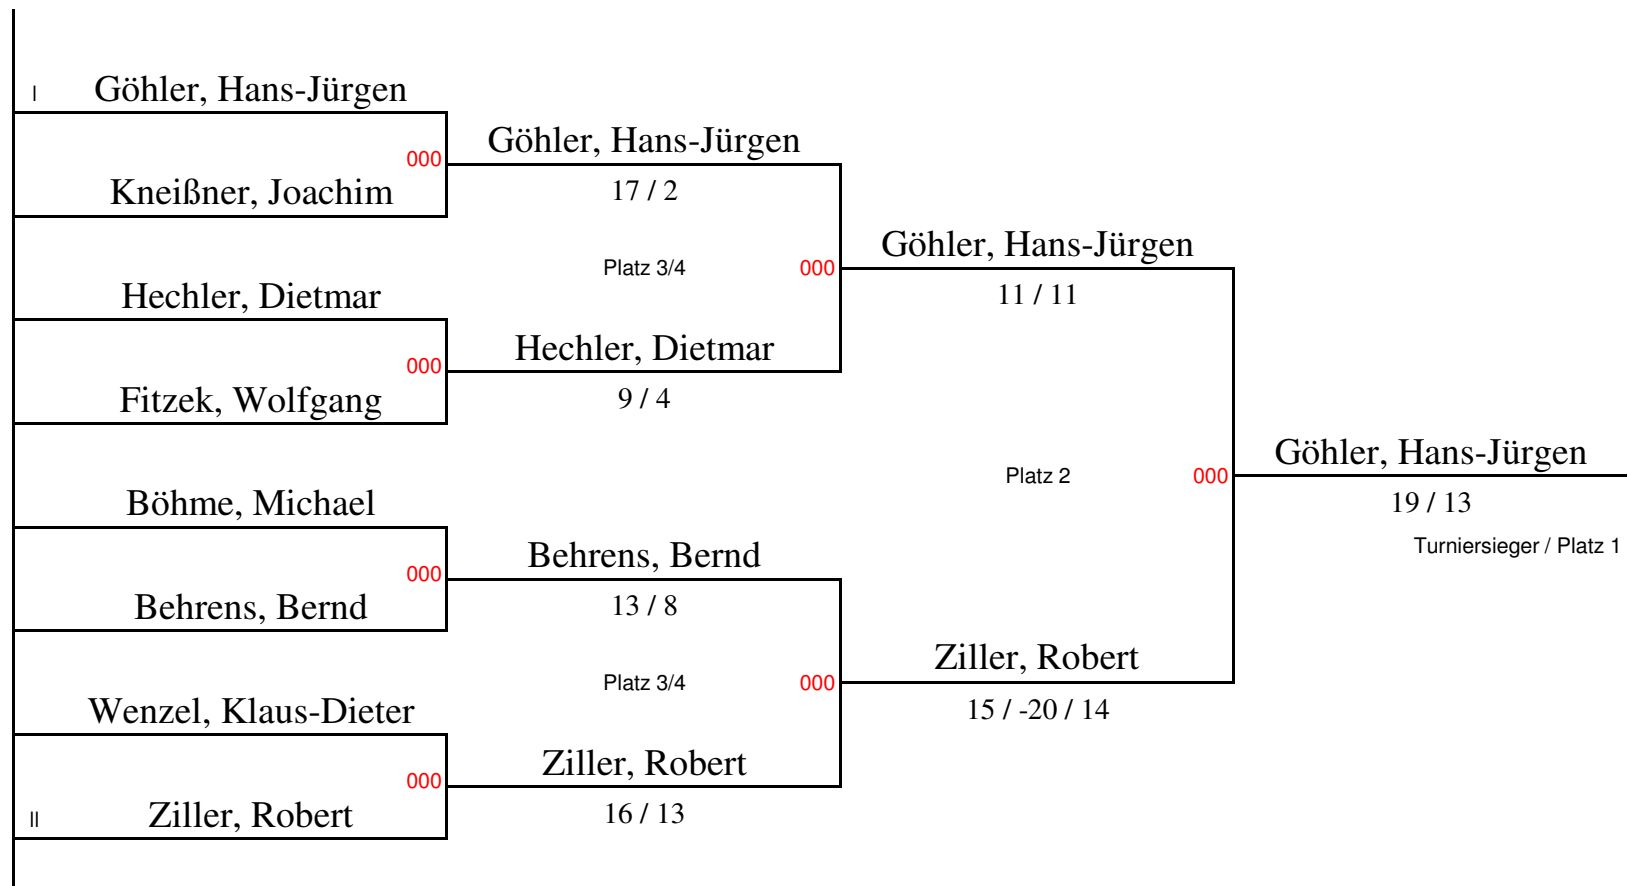 I
Göhler, Hans-Jürgen
000
Kneißner, Joachim
Hechler, Dietmar
000
Fitzek, Wolfgang
Böhme, Michael
000
Behrens, Bernd
Wenzel, Klaus-Dieter
000
II
Ziller, Robert
Göhler, Hans-Jürgen
17 / 2
Platz 3/4
000
Hechler, Dietmar
9 / 4
Behrens, Bernd
13 / 8
Platz 3/4
000
Ziller, Robert
16 / 13
Göhler, Hans-Jürgen
11 / 11
Platz 2
000
Ziller, Robert
15 / -20 / 14
Göhler, Hans-Jürgen
19 / 13
Turniersieger / Platz 1